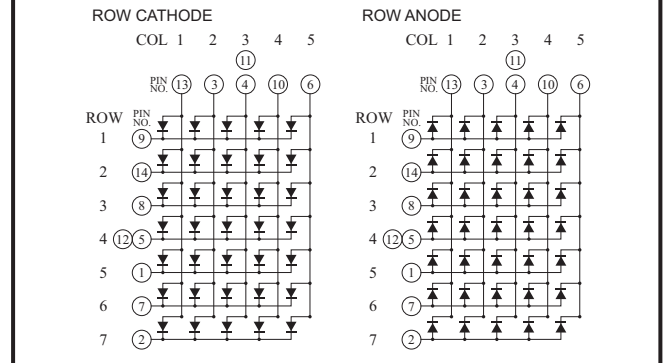 ROW CATHODE
COL 1 2 3 4 5
11
PIN NO. 13 3 4 10 6
ROW PIN NO.
1 9
2 14
3 8
4 12 5
5 1
6 7
7 2
ROW ANODE
COL 1 2 3 4 5
11
PIN NO. 13 3 4 10 6
ROW PIN NO.
1 9
2 14
3 8
4 12 5
5 1
6 7
7 2